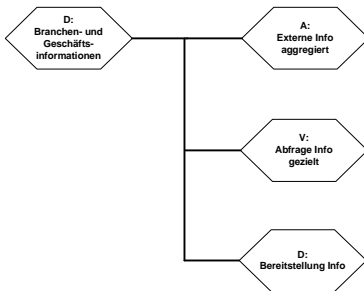 D:
Branchen- und
Geschäfts-
informationen
A:
Externe Info
aggregiert
V:
Abfrage Info
gezielt
D:
Bereitstellung Info